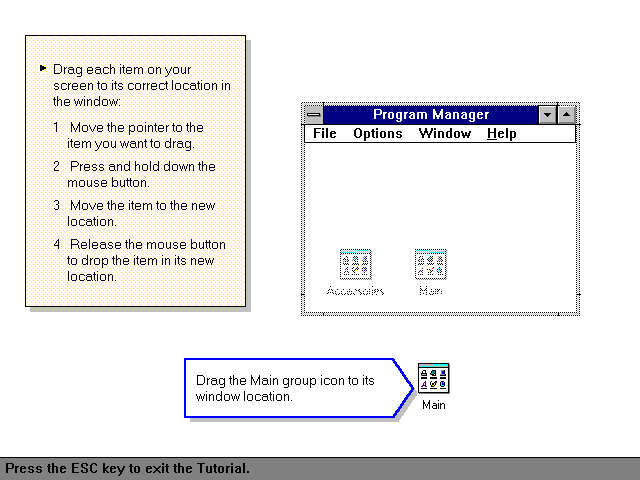 Drag each item on your
screen to its correct location in
the window:
1 Move the pointer to the
item you want to drag.
2 Press and hold down the
mouse button.
3 Move the item to the new
location.
4 Release the mouse button
to drop the item in its new
location.
Program Manager
File Options Window Help
Accessories Main
Drag the Main group icon to its
window location.
Main
Press the ESC key to exit the Tutorial.